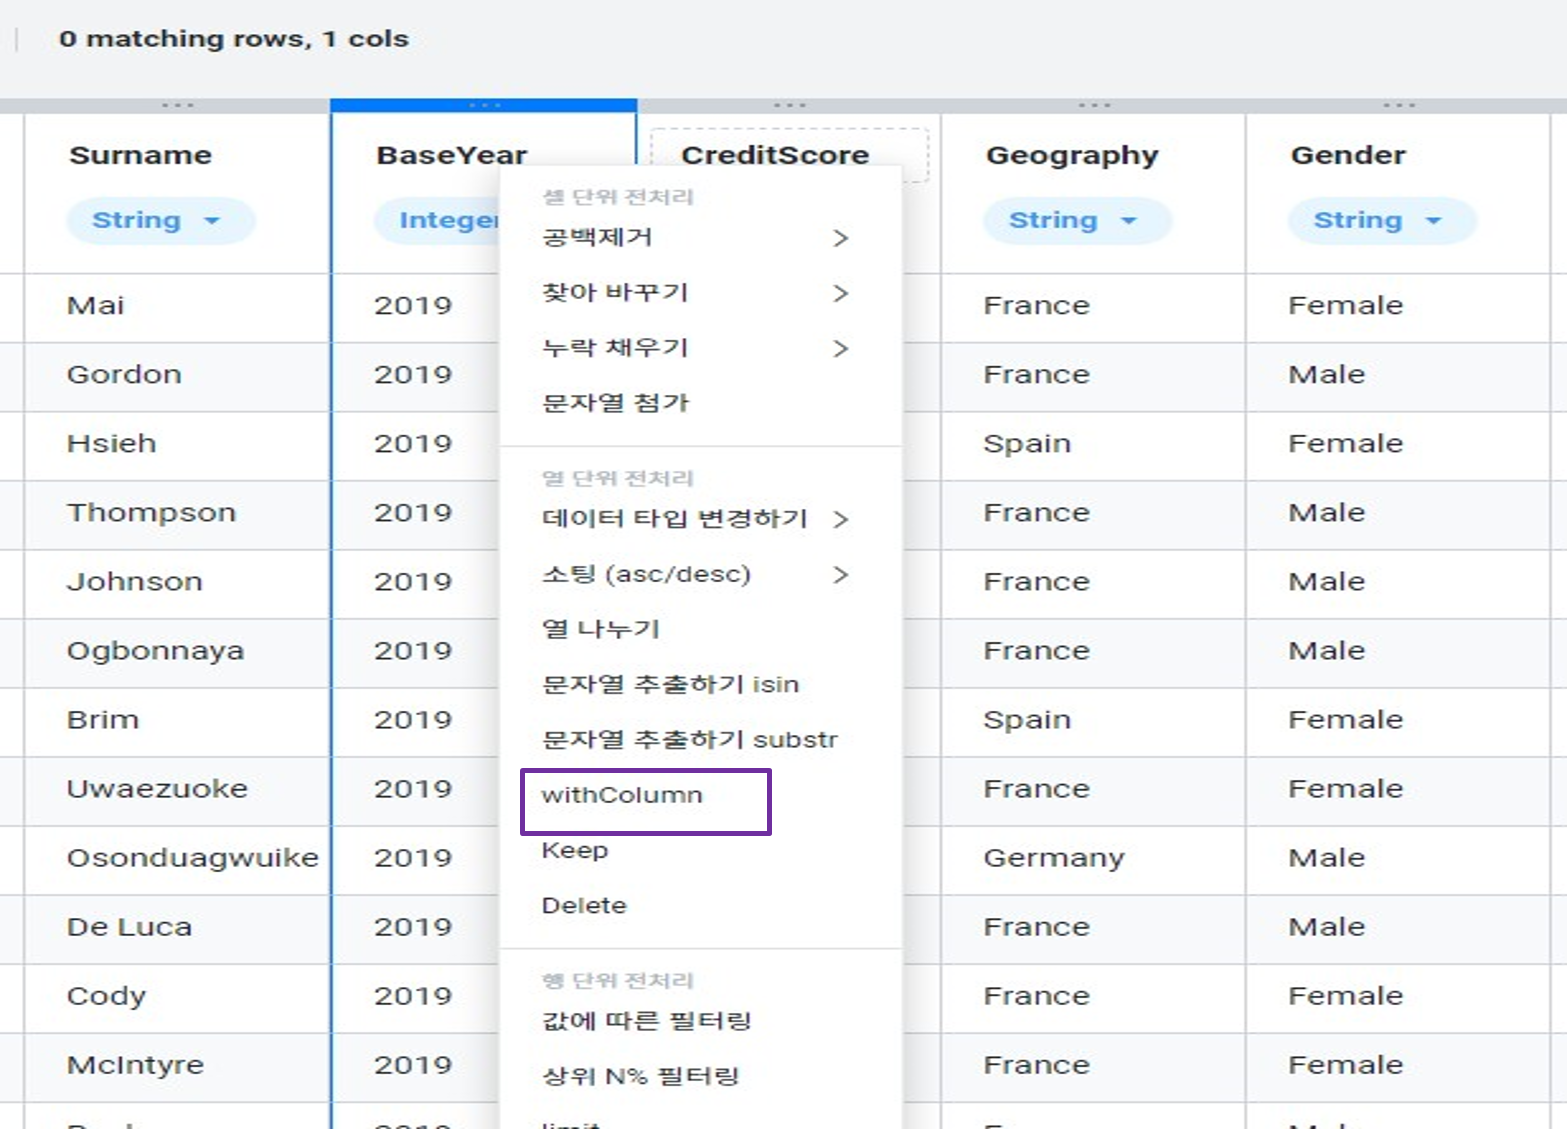 0 matching rows, 1 cols
Surname BaseYear CreditScore Geography Gender
String String String
Mai 2019 France Female
Gordon 2019 France Male
Hsieh 2019 Spain Female
Thompson 2019 France Male
Johnson 2019 France Male
Ogbonnaya 2019 France Male
Brim 2019 Spain Female
Uwaezuoke 2019 France Female
Osonduagwuike 2019 Germany Male
De Luca 2019 France Male
Cody 2019 France Female
McIntyre 2019 France Female
셀 단위 전처리
공백제거
찾아 바꾸기
누락 채우기
문자열 첨가
열 단위 전처리
데이터 타입 변경하기
소팅 (asc/desc)
열 나누기
문자열 추출하기 isin
문자열 추출하기 substr
withColumn
Keep
Delete
행 단위 전처리
값에 따른 필터링
상위 N% 필터링